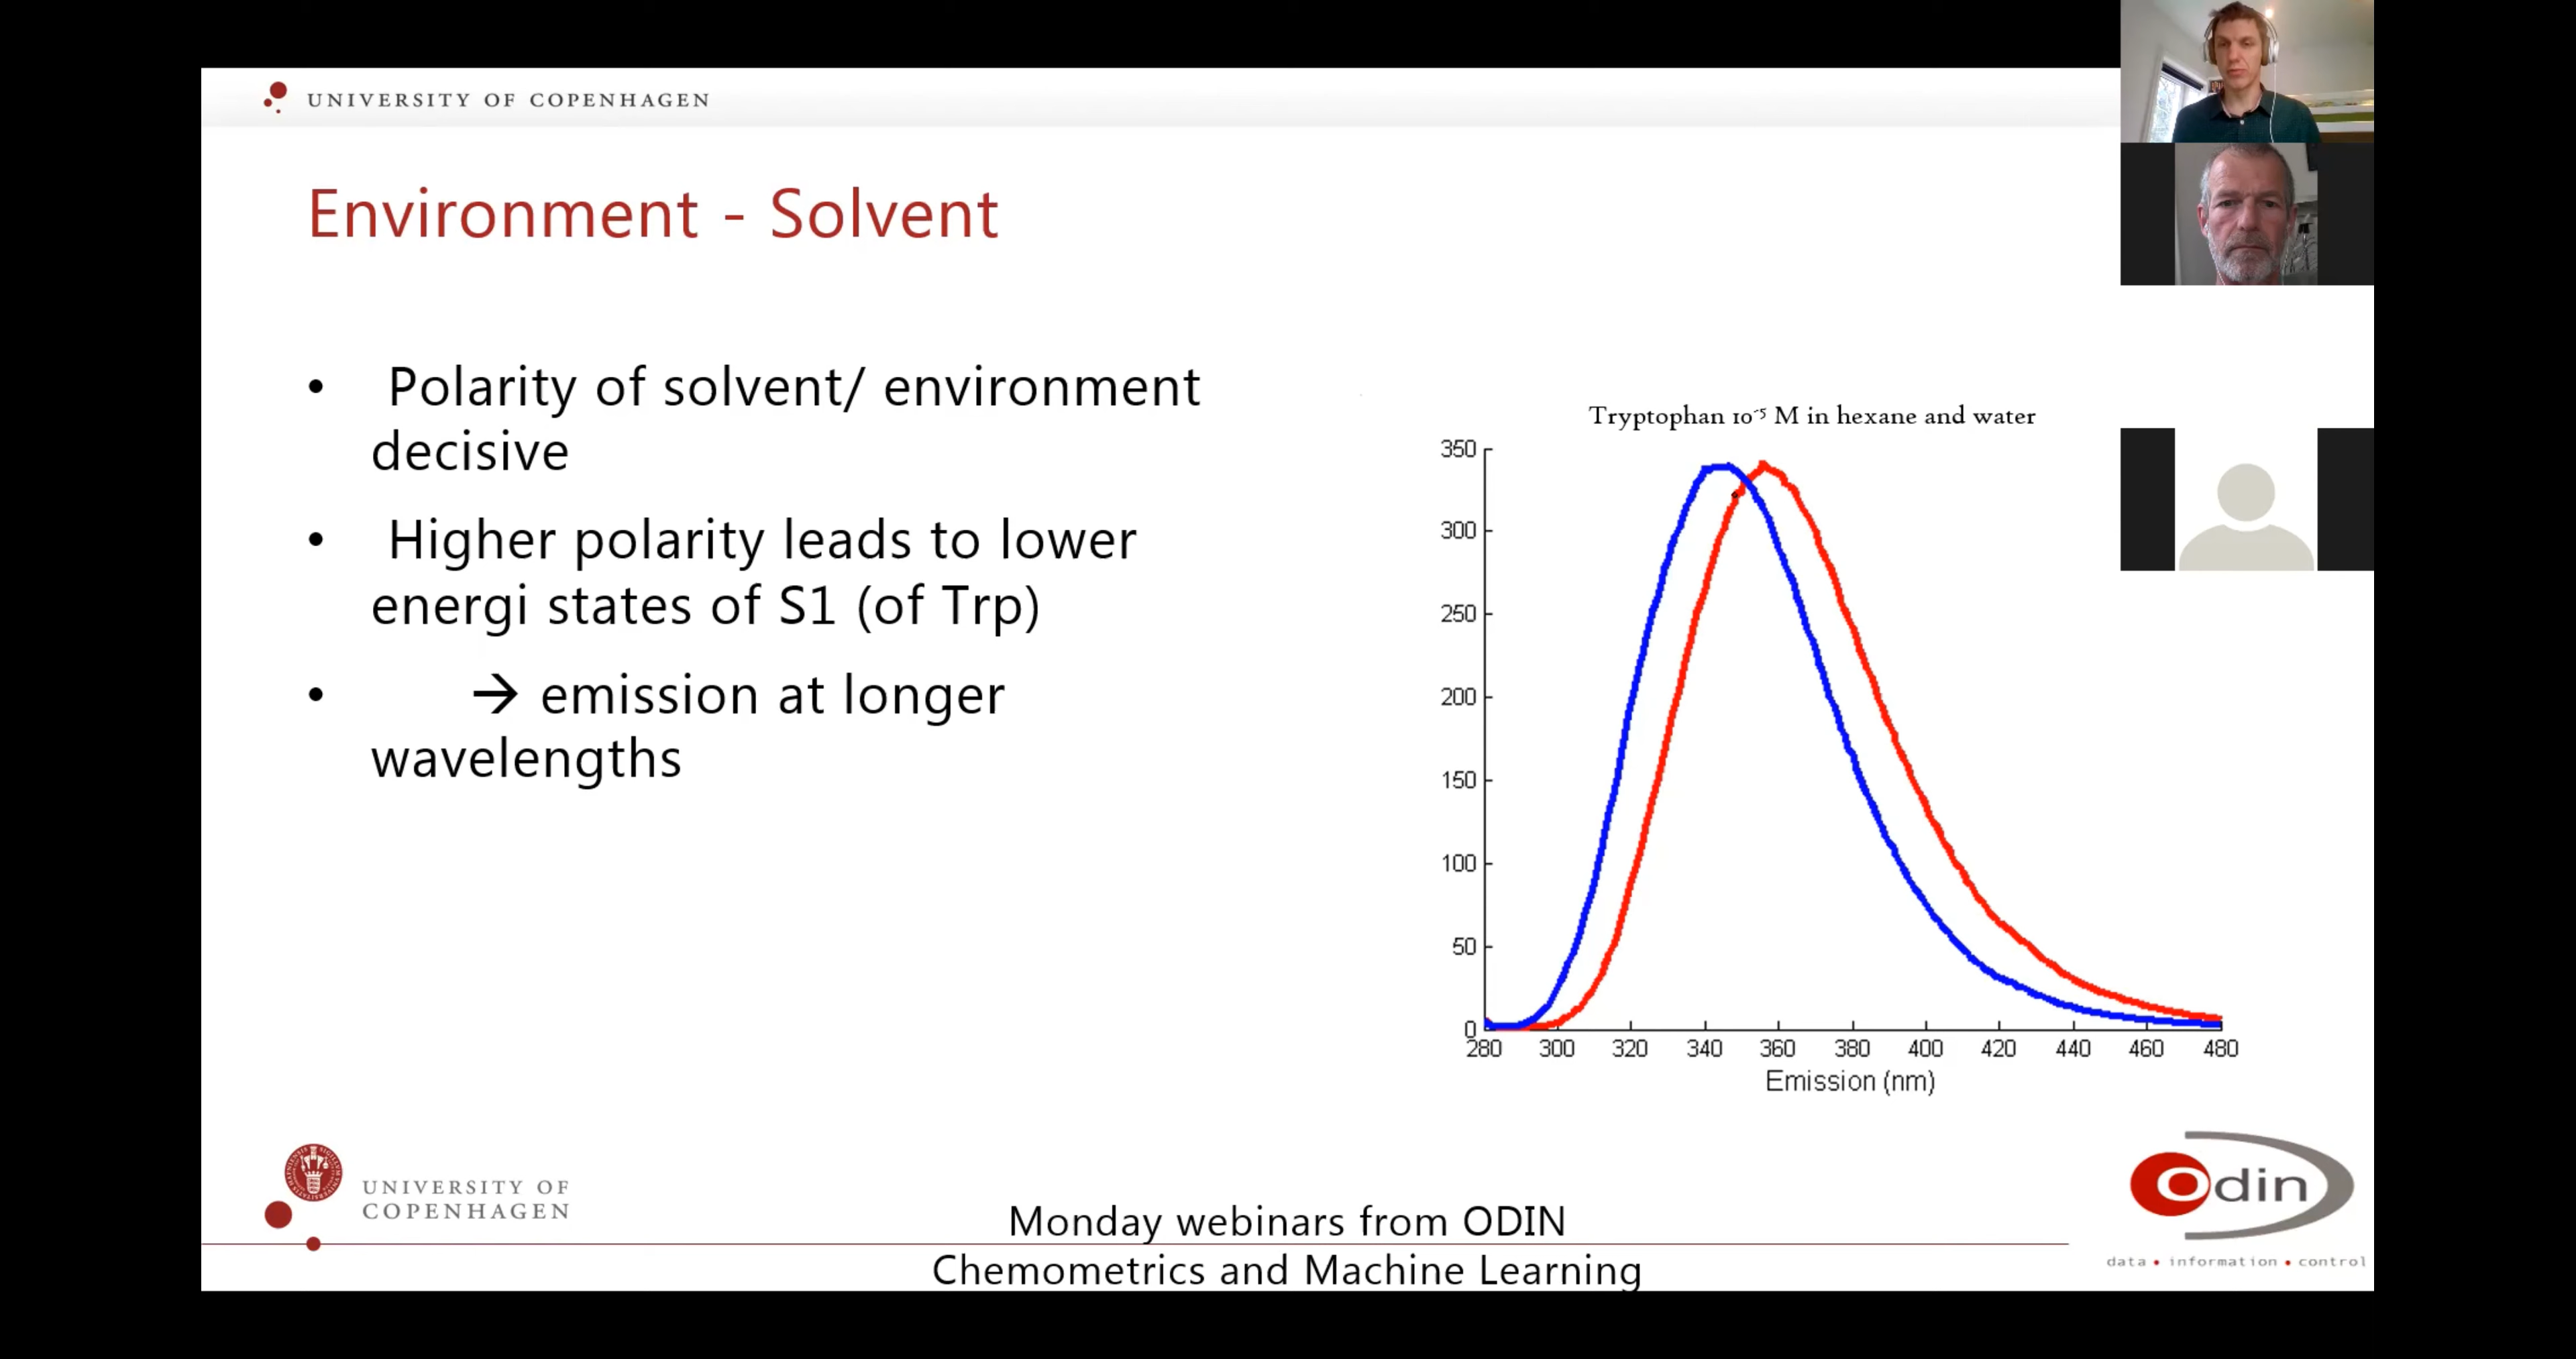 UNIVERSITY OF COPENHAGEN
Environment - Solvent
• Polarity of solvent/ environment
decisive
• Higher polarity leads to lower
energi states of S1 (of Trp)
• → emission at longer
wavelengths
Tryptophan 10⁻⁵ M in hexane and water
350
300
250
200
150
100
50
0
280 300 320 340 360 380 400 420 440 460 480
Emission (nm)
UNIVERSITY OF
COPENHAGEN
Monday webinars from ODIN
Chemometrics and Machine Learning
odin
data • information • control